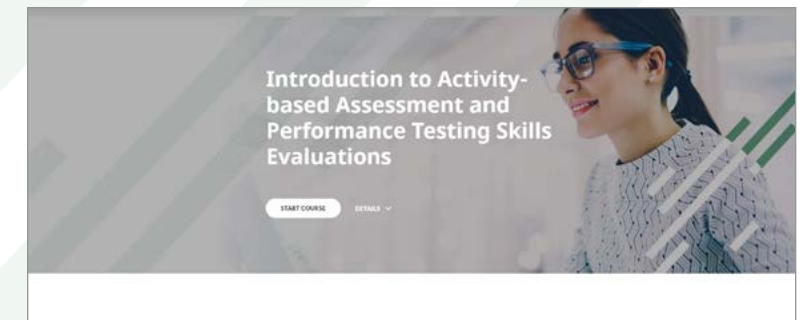 Introduction to Activity-
based Assessment and
Performance Testing Skills
Evaluations
START COURSE
DETAILS